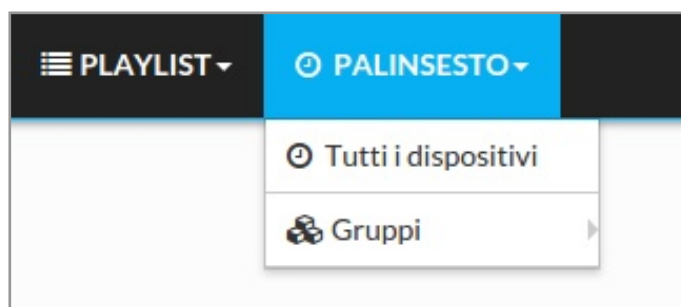 PLAYLIST
PALINSESTO
Tutti i dispositivi
Gruppi